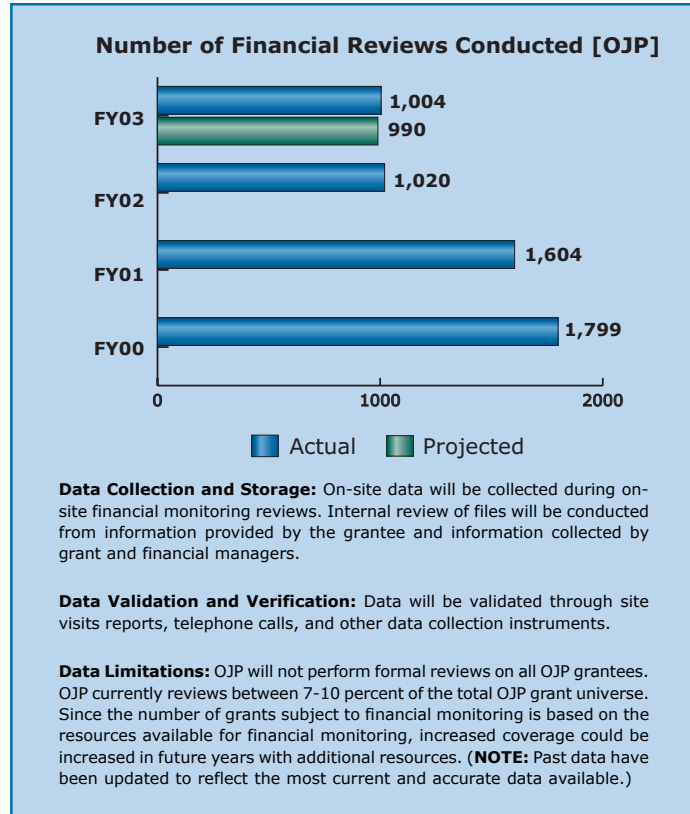 Number of Financial Reviews Conducted [OJP]
FY03
1,004
990
FY02
1,020
FY01
1,604
FY00
1,799
0
1000
2000
Actual
Projected
Data Collection and Storage: On-site data will be collected during on-
site financial monitoring reviews. Internal review of files will be conducted
from information provided by the grantee and information collected by
grant and financial managers.
Data Validation and Verification: Data will be validated through site
visits reports, telephone calls, and other data collection instruments.
Data Limitations: OJP will not perform formal reviews on all OJP grantees.
OJP currently reviews between 7-10 percent of the total OJP grant universe.
Since the number of grants subject to financial monitoring is based on the
resources available for financial monitoring, increased coverage could be
increased in future years with additional resources. (NOTE: Past data have
been updated to reflect the most current and accurate data available.)